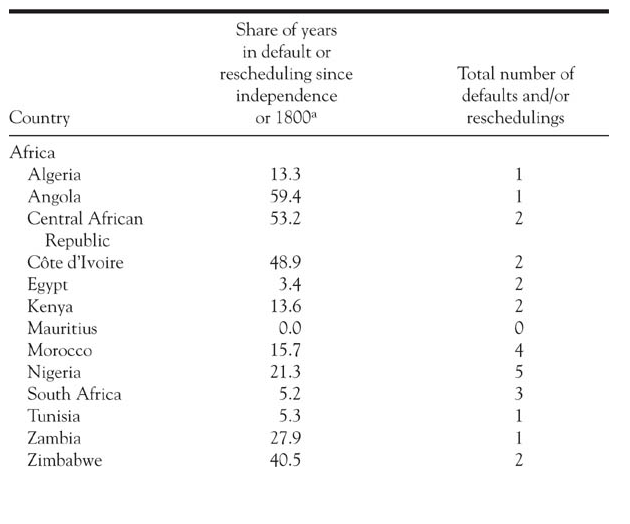 Share of years
in default or
rescheduling since
independence
or 1800a
Total number of
defaults and/or
reschedulings
Country
Africa
Algeria 13.3 1
Angola 59.4 1
Central African 53.2 2
Republic
Côte d'Ivoire 48.9 2
Egypt 3.4 2
Kenya 13.6 2
Mauritius 0.0 0
Morocco 15.7 4
Nigeria 21.3 5
South Africa 5.2 3
Tunisia 5.3 1
Zambia 27.9 1
Zimbabwe 40.5 2